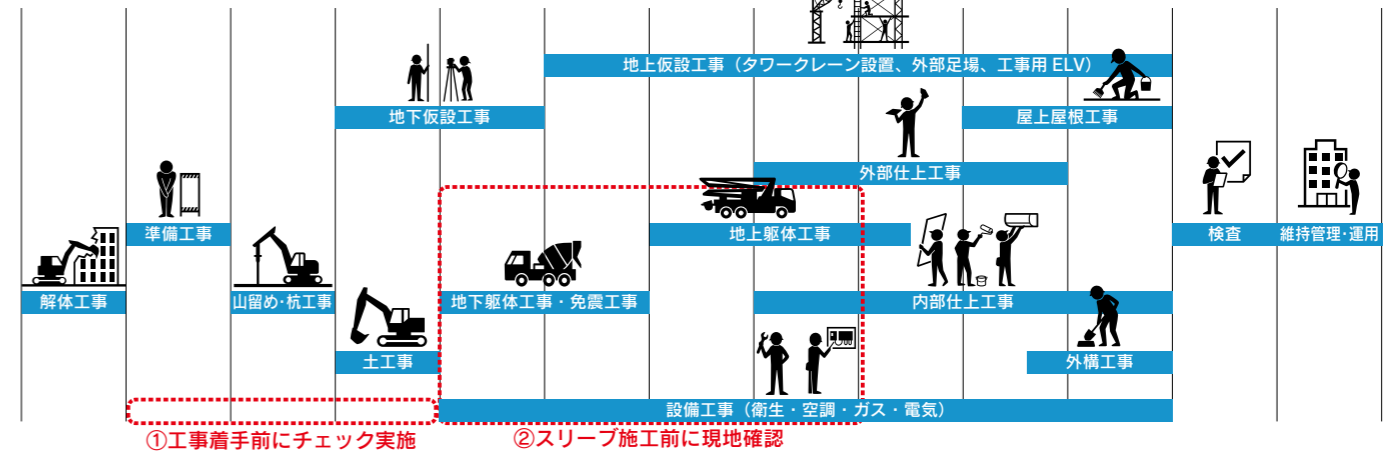 地上仮設工事（タワークレーン設置、外部足場、工事用 ELV）
地下仮設工事
屋上屋根工事
外部仕上工事
準備工事
地上躯体工事
検査
維持管理･運用
解体工事
山留め･杭工事
地下躯体工事・免震工事
内部仕上工事
土工事
外構工事
設備工事（衛生・空調・ガス・電気）
①工事着手前にチェック実施
②スリーブ施工前に現地確認